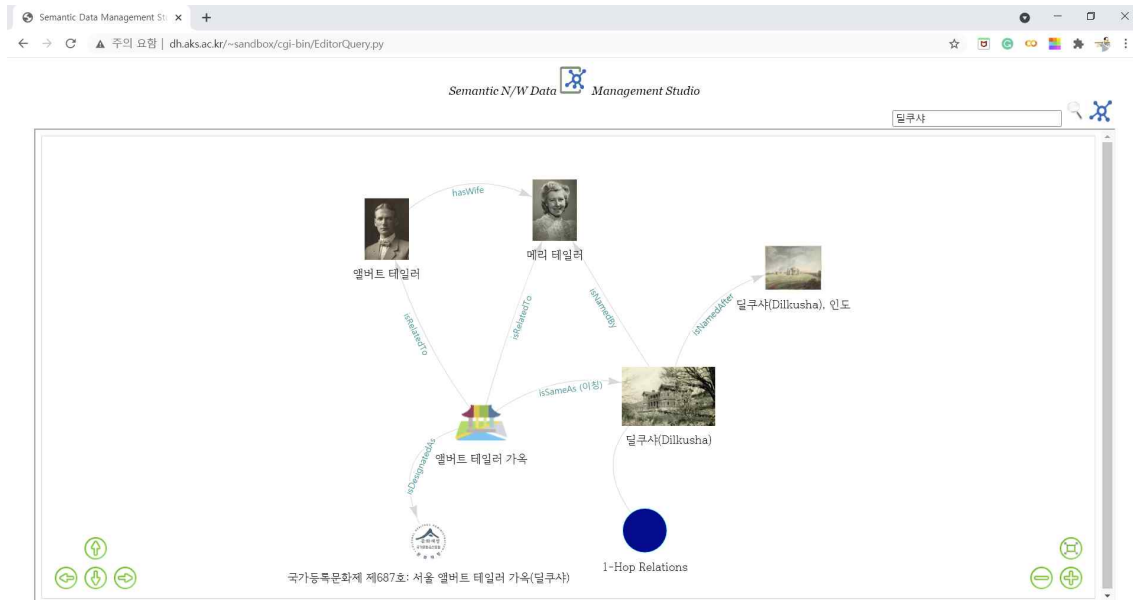 Semantic Data Management St
주의 요함 | dh.aks.ac.kr/~sandbox/cgi-bin/EditorQuery.py
Semantic N/W Data Management Studio
딜쿠샤
hasWife
앨버트 테일러
메리 테일러
딜쿠샤(Dilkusha), 인도
isRelatedTo
isRelatedTo
isNamedBy
isNamedAfter
isSameAs (이칭)
딜쿠샤(Dilkusha)
앨버트 테일러 가옥
isDesignatedAs
1-Hop Relations
국가등록문화제 제687호: 서울 앨버트 테일러 가옥(딜쿠샤)